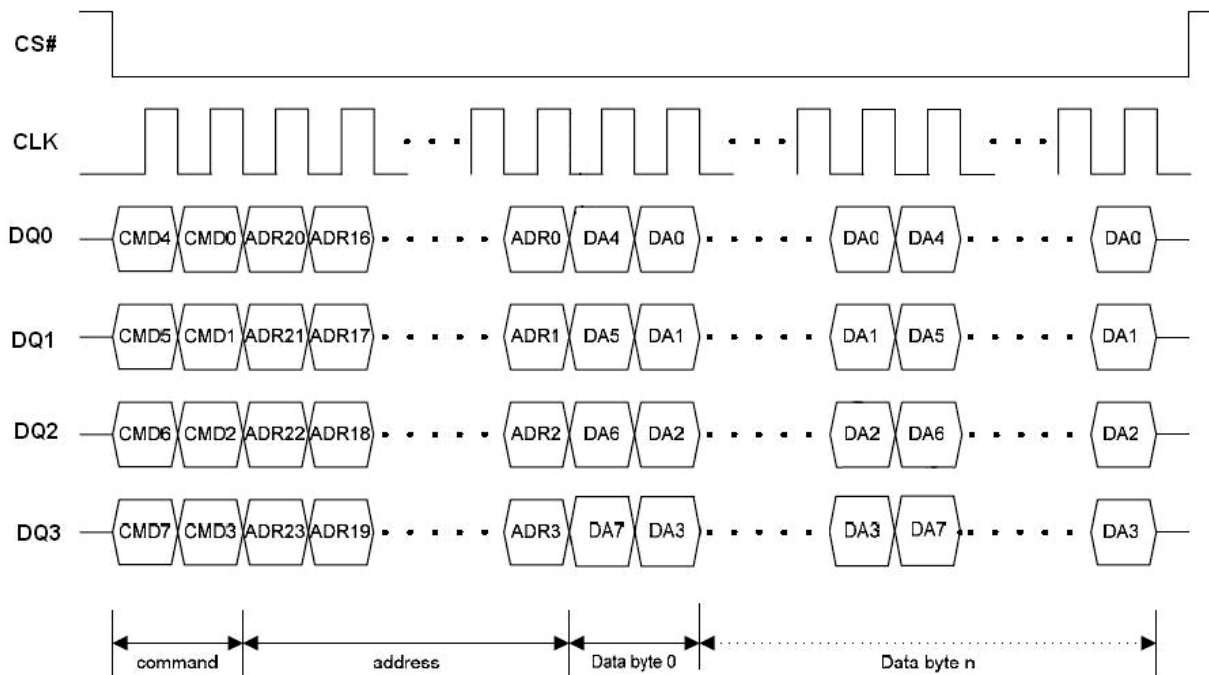 CS#
CLK
DQ0 CMD4 CMD0 ADR20 ADR16 ADR0 DA4 DA0 DA0 DA4 DA0
DQ1 CMD5 CMD1 ADR21 ADR17 ADR1 DA5 DA1 DA1 DA5 DA1
DQ2 CMD6 CMD2 ADR22 ADR18 ADR2 DA6 DA2 DA2 DA6 DA2
DQ3 CMD7 CMD3 ADR23 ADR19 ADR3 DA7 DA3 DA3 DA7 DA3
command address Data byte 0 Data byte n